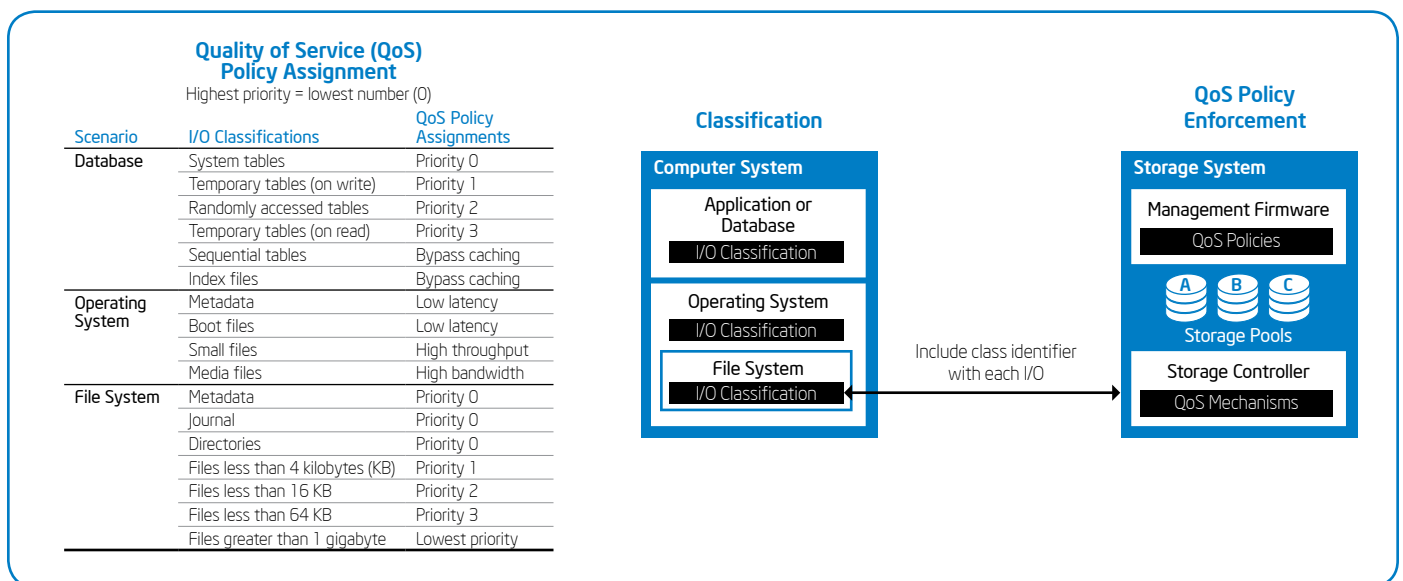 Quality of Service (QoS)
Policy Assignment
Highest priority = lowest number (0)
Scenario I/O Classifications QoS Policy
Assignments
Database System tables Priority 0
Temporary tables (on write) Priority 1
Randomly accessed tables Priority 2
Temporary tables (on read) Priority 3
Sequential tables Bypass caching
Index files Bypass caching
Operating
System Metadata Low latency
Boot files Low latency
Small files High throughput
Media files High bandwidth
File System Metadata Priority 0
Journal Priority 0
Directories Priority 0
Files less than 4 kilobytes (KB) Priority 1
Files less than 16 KB Priority 2
Files less than 64 KB Priority 3
Files greater than 1 gigabyte Lowest priority
Classification
Computer System
Application or
Database
I/O Classification
Operating System
I/O Classification
File System
I/O Classification
Include class identifier
with each I/O
QoS Policy
Enforcement
Storage System
Management Firmware
QoS Policies
A B C
Storage Pools
Storage Controller
QoS Mechanisms